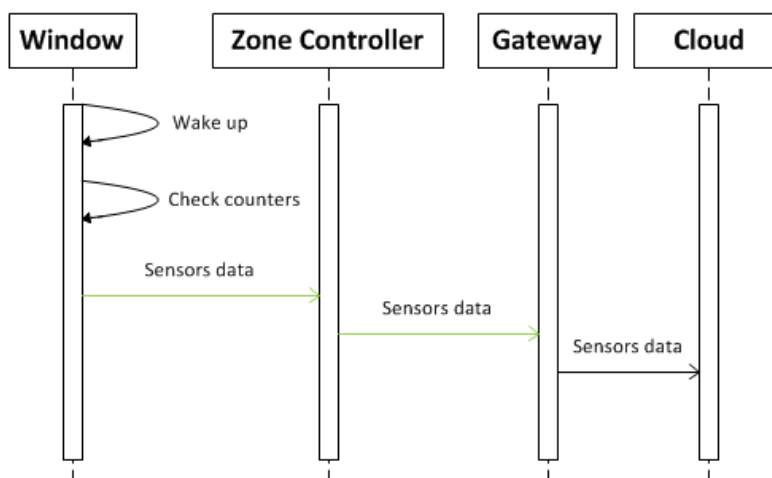 Window
Zone Controller
Gateway
Cloud
Wake up
Check counters
Sensors data
Sensors data
Sensors data